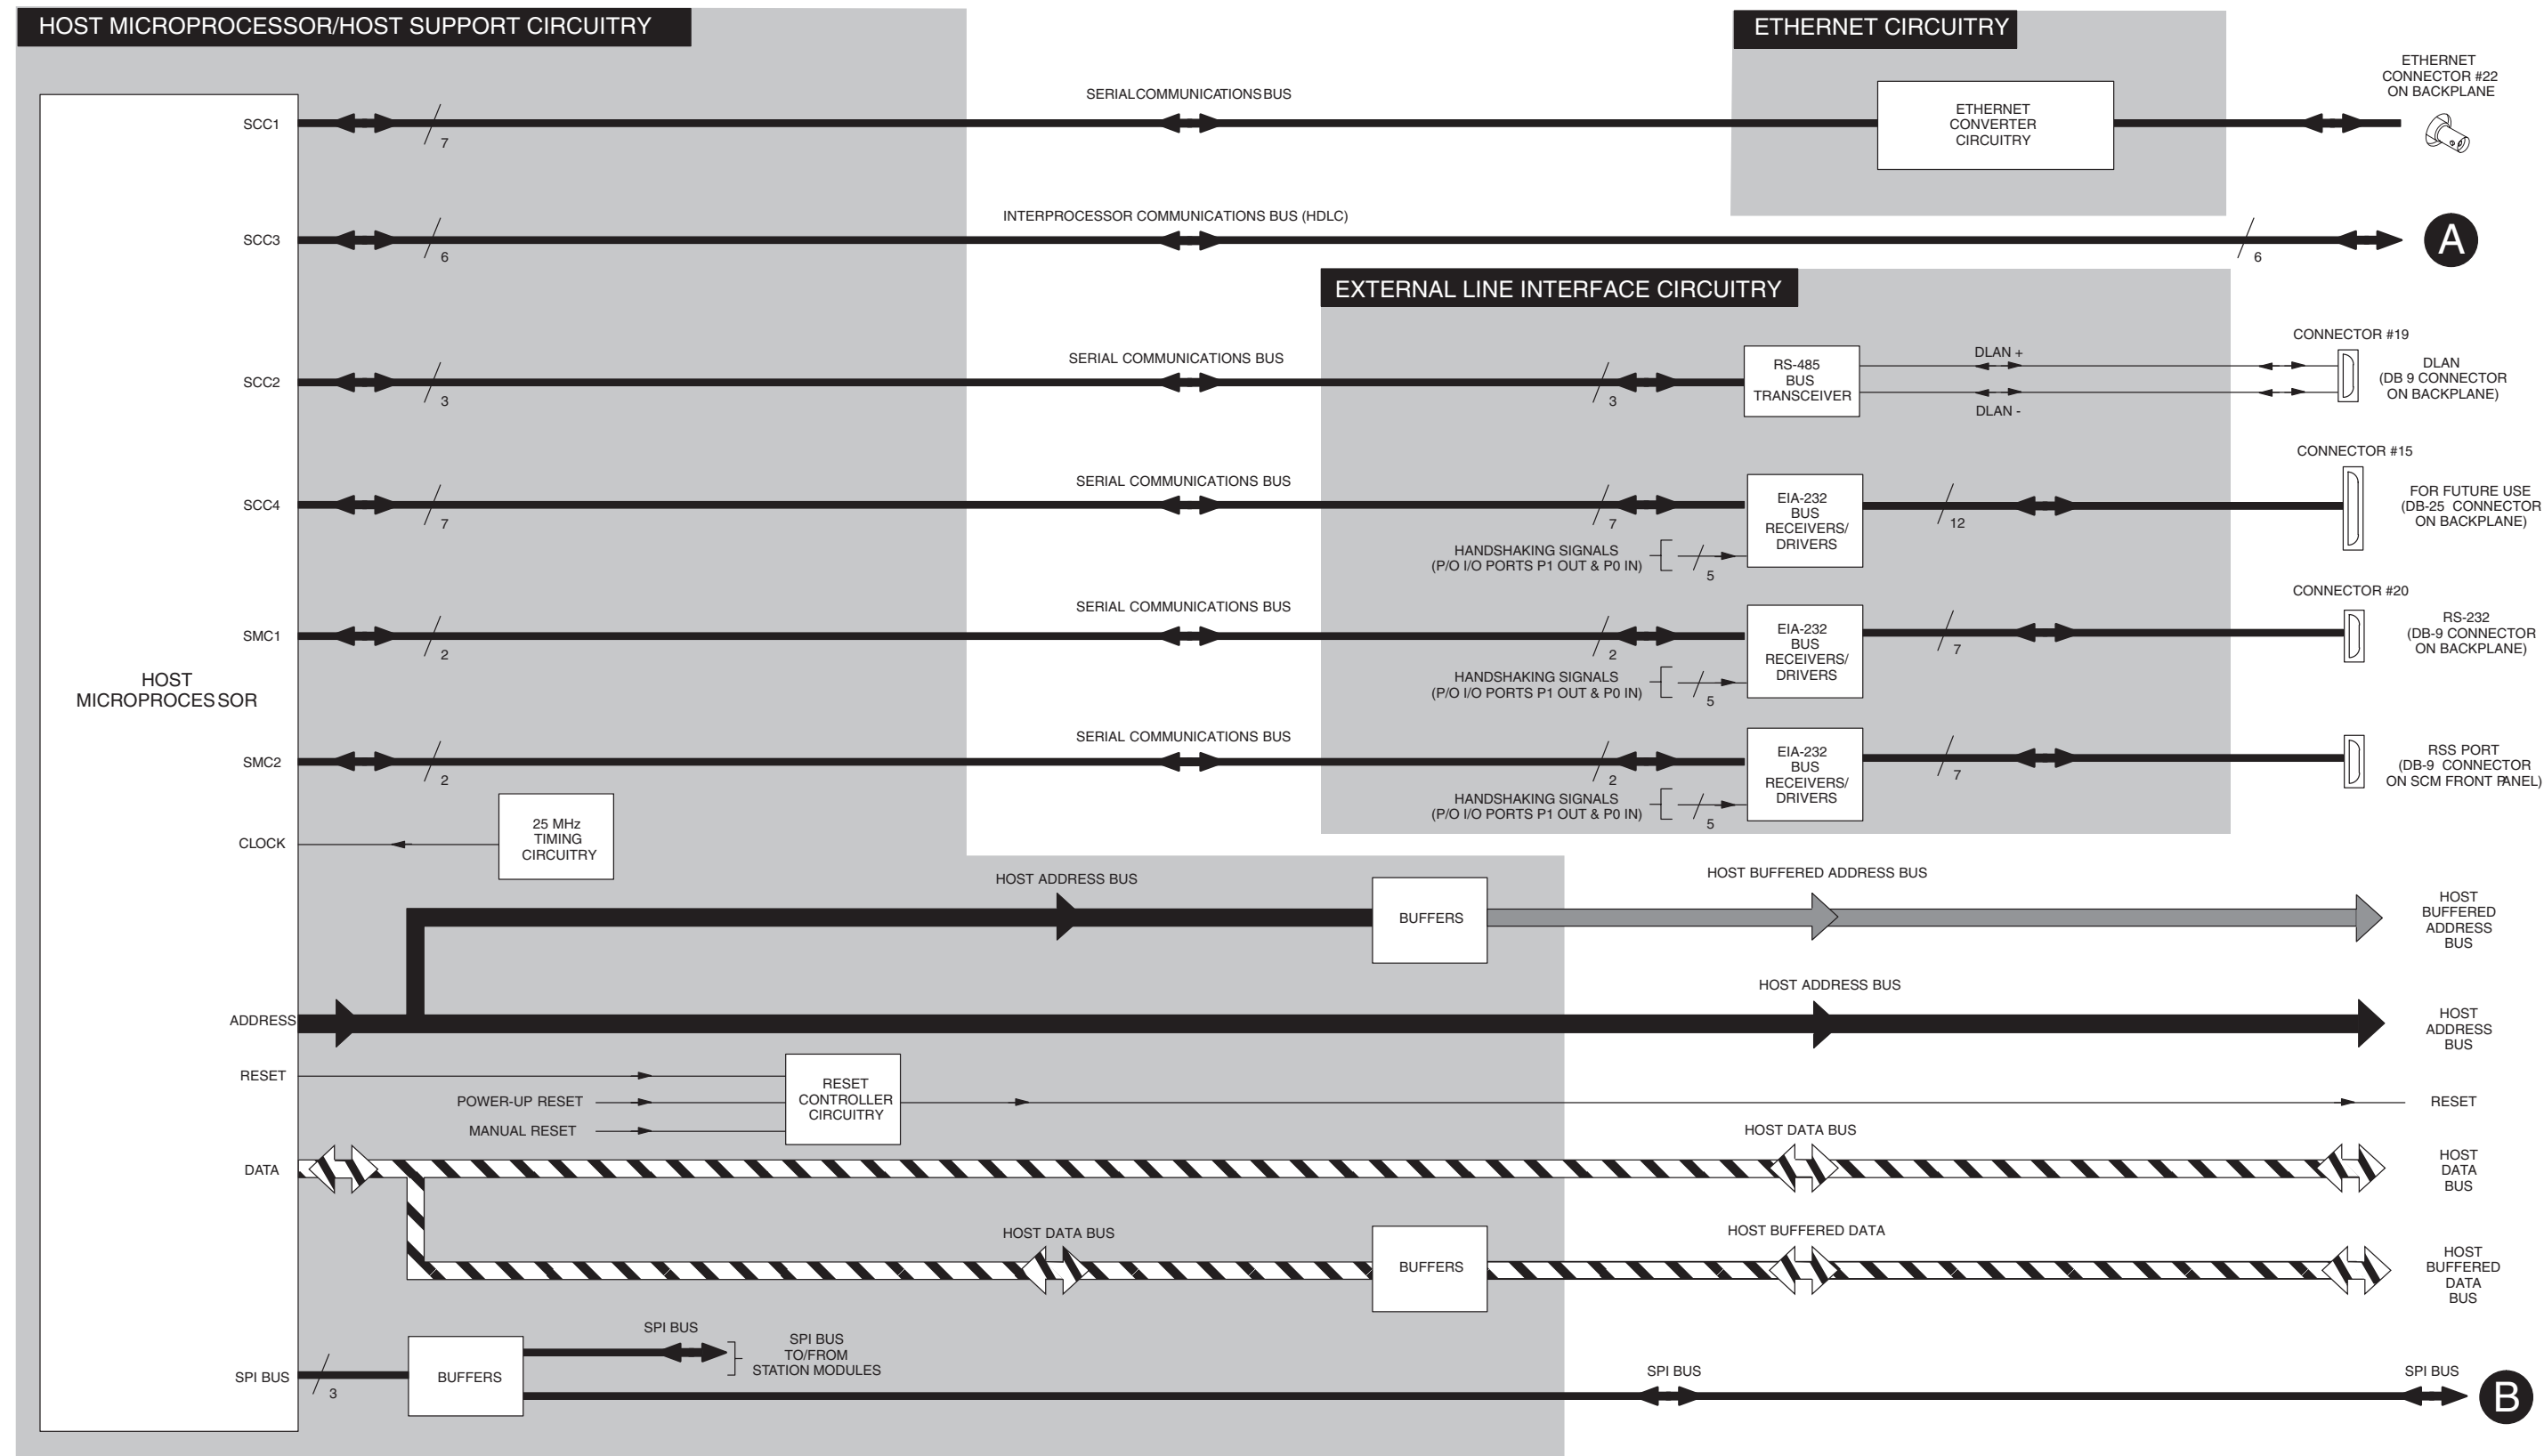 HOST MICROPROCESSOR/HOST SUPPORT CIRCUITRY
ETHERNET CIRCUITRY
ETHERNET
CONNECTOR #22
ON BACKPLANE
SCC1
7
SERIAL COMMUNICATIONS BUS
ETHERNET
CONVERTER
CIRCUITRY
SCC3
6
INTERPROCESSOR COMMUNICATIONS BUS (HDLC)
6
A
EXTERNAL LINE INTERFACE CIRCUITRY
SCC2
3
SERIAL COMMUNICATIONS BUS
3
RS-485
BUS
TRANSCEIVER
DLAN +
DLAN -
CONNECTOR #19
DLAN
(DB 9 CONNECTOR
ON BACKPLANE)
SCC4
7
SERIAL COMMUNICATIONS BUS
7
HANDSHAKING SIGNALS
(P/O I/O PORTS P1 OUT & P0 IN)
5
EIA-232
BUS
RECEIVERS/
DRIVERS
12
CONNECTOR #15
FOR FUTURE USE
(DB-25 CONNECTOR
ON BACKPLANE)
SMC1
2
SERIAL COMMUNICATIONS BUS
2
HANDSHAKING SIGNALS
(P/O I/O PORTS P1 OUT & P0 IN)
5
EIA-232
BUS
RECEIVERS/
DRIVERS
7
CONNECTOR #20
RS-232
(DB-9 CONNECTOR
ON BACKPLANE)
HOST
MICROPROCESSOR
SMC2
2
SERIAL COMMUNICATIONS BUS
2
HANDSHAKING SIGNALS
(P/O I/O PORTS P1 OUT & P0 IN)
5
EIA-232
BUS
RECEIVERS/
DRIVERS
7
RSS PORT
(DB-9 CONNECTOR
ON SCM FRONT PANEL)
CLOCK
25 MHz
TIMING
CIRCUITRY
HOST ADDRESS BUS
BUFFERS
HOST BUFFERED ADDRESS BUS
HOST
BUFFERED
ADDRESS
BUS
ADDRESS
HOST ADDRESS BUS
HOST
ADDRESS
BUS
RESET
POWER-UP RESET
MANUAL RESET
RESET
CONTROLLER
CIRCUITRY
RESET
DATA
HOST DATA BUS
HOST
DATA
BUS
HOST DATA BUS
BUFFERS
HOST BUFFERED DATA
HOST
BUFFERED
DATA
BUS
SPI BUS
3
BUFFERS
SPI BUS
SPI BUS
TO/FROM
STATION MODULES
SPI BUS
SPI BUS
B